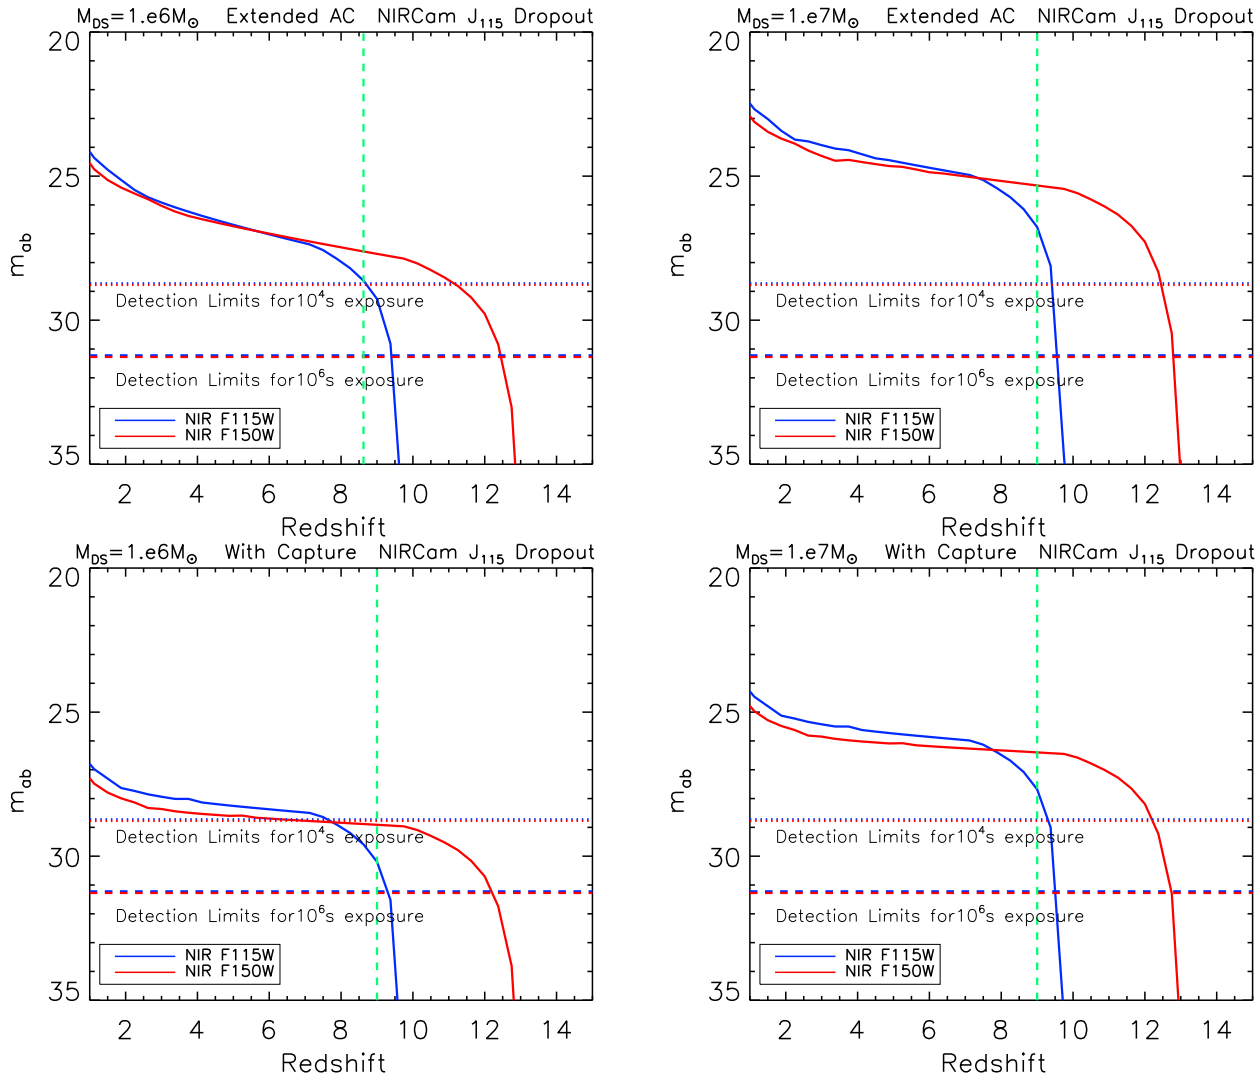 M_DS=1.e6M☉ Extended AC NIRCam J_115 Dropout
20
25
30
35
m_ab
Detection Limits for10^4s exposure
Detection Limits for10^6s exposure
NIR F115W
NIR F150W
2 4 6 8 10 12 14
Redshift
M_DS=1.e7M☉ Extended AC NIRCam J_115 Dropout
20
25
30
35
m_ab
Detection Limits for10^4s exposure
Detection Limits for10^6s exposure
NIR F115W
NIR F150W
2 4 6 8 10 12 14
Redshift
M_DS=1.e6M☉ With Capture NIRCam J_115 Dropout
20
25
30
35
m_ab
Detection Limits for10^4s exposure
Detection Limits for10^6s exposure
NIR F115W
NIR F150W
2 4 6 8 10 12 14
Redshift
M_DS=1.e7M☉ With Capture NIRCam J_115 Dropout
20
25
30
35
m_ab
Detection Limits for10^4s exposure
Detection Limits for10^6s exposure
NIR F115W
NIR F150W
2 4 6 8 10 12 14
Redshift